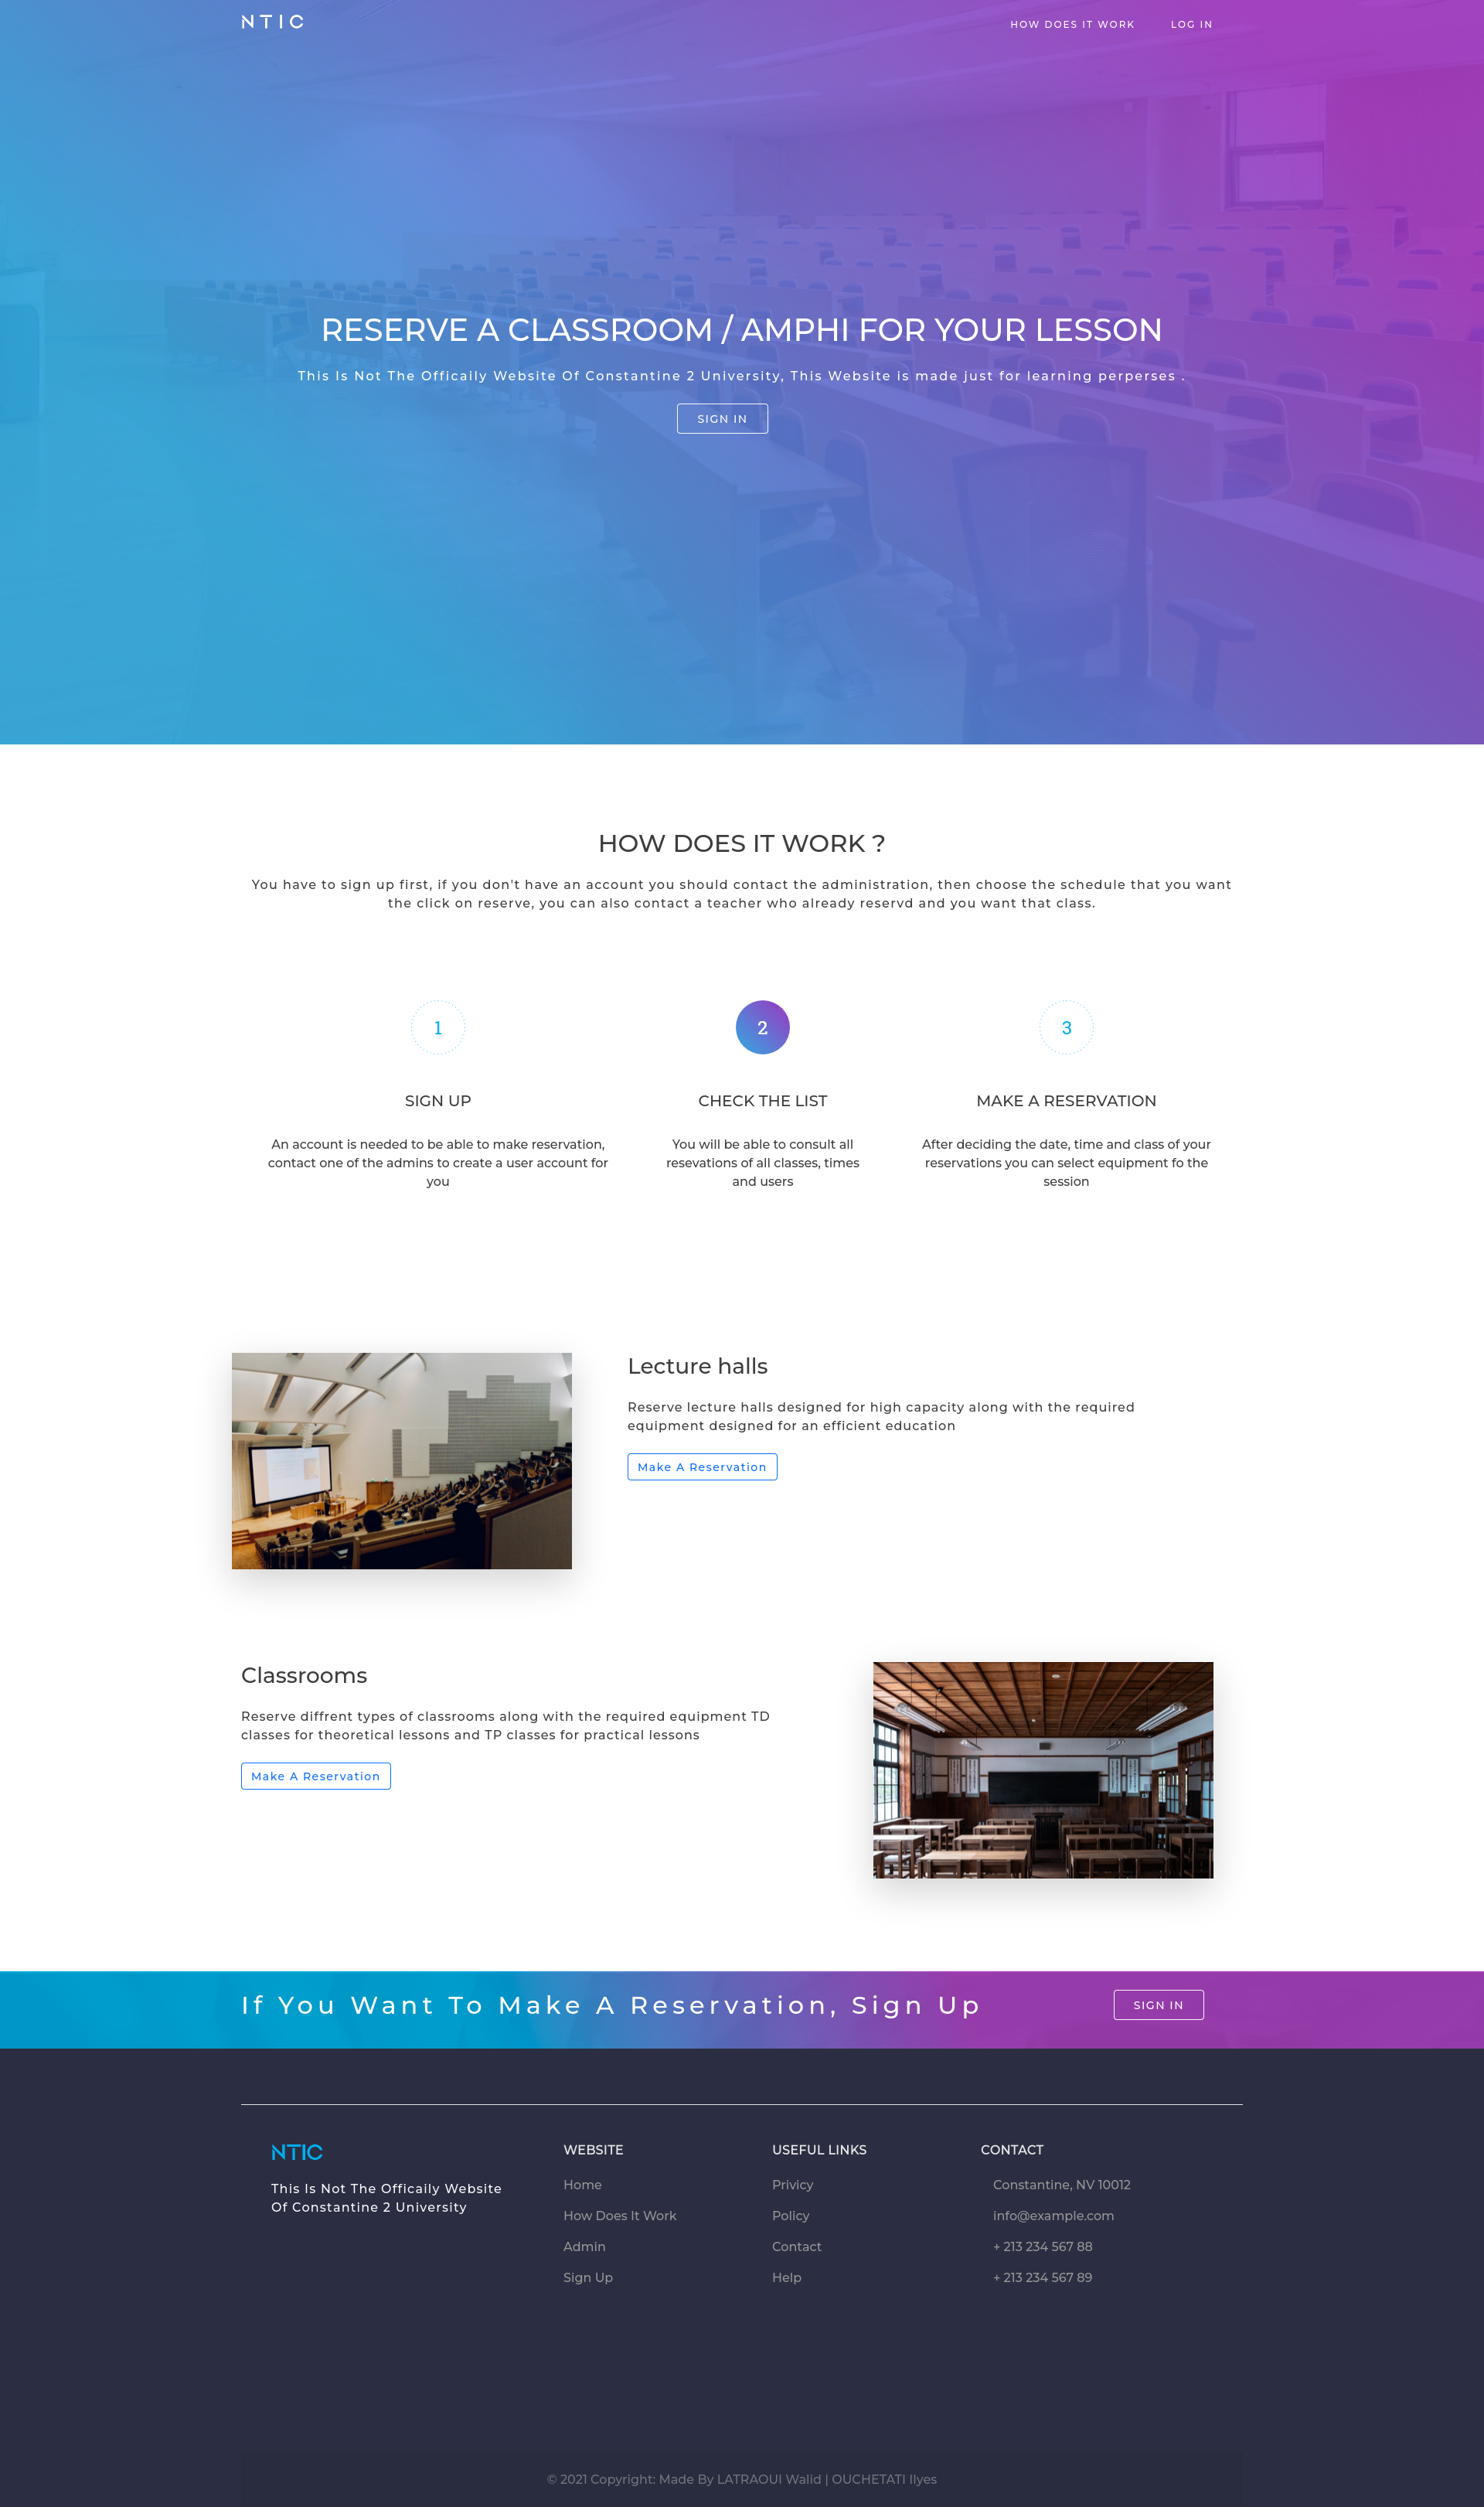 NTIC
HOW DOES IT WORK
LOG IN
RESERVE A CLASSROOM / AMPHI FOR YOUR LESSON
This Is Not The Officaily Website Of Constantine 2 University, This Website is made just for learning perperses .
SIGN IN
HOW DOES IT WORK ?
You have to sign up first, if you don't have an account you should contact the administration, then choose the schedule that you want
the click on reserve, you can also contact a teacher who already reservd and you want that class.
1
SIGN UP
An account is needed to be able to make reservation,
contact one of the admins to create a user account for
you
2
CHECK THE LIST
You will be able to consult all
resevations of all classes, times
and users
3
MAKE A RESERVATION
After deciding the date, time and class of your
reservations you can select equipment fo the
session
Lecture halls
Reserve lecture halls designed for high capacity along with the required
equipment designed for an efficient education
Make A Reservation
Classrooms
Reserve diffrent types of classrooms along with the required equipment TD
classes for theoretical lessons and TP classes for practical lessons
Make A Reservation
If You Want To Make A Reservation, Sign Up
SIGN IN
NTIC
This Is Not The Officaily Website
Of Constantine 2 University
WEBSITE
Home
How Does It Work
Admin
Sign Up
USEFUL LINKS
Privicy
Policy
Contact
Help
CONTACT
Constantine, NV 10012
info@example.com
+ 213 234 567 88
+ 213 234 567 89
© 2021 Copyright: Made By LATRAOUI Walid | OUCHETATI Ilyes